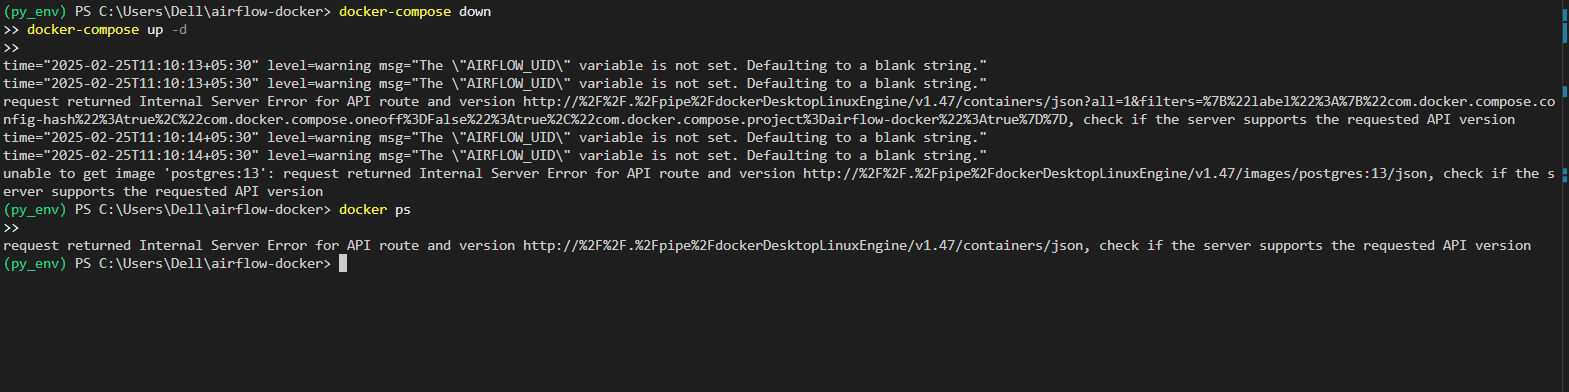 (py_env) PS C:\Users\Dell\airflow-docker> docker-compose down
>> docker-compose up -d
>>
time="2025-02-25T11:10:13+05:30" level=warning msg="The \"AIRFLOW_UID\" variable is not set. Defaulting to a blank string."
time="2025-02-25T11:10:13+05:30" level=warning msg="The \"AIRFLOW_UID\" variable is not set. Defaulting to a blank string."
request returned Internal Server Error for API route and version http://%2F%2F.%2Fpipe%2FdockerDesktopLinuxEngine/v1.47/containers/json?all=1&filters=%7B%22label%22%3A%7B%22com.docker.compose.co
nfig-hash%22%3Atrue%2C%22com.docker.compose.oneoff%3DFalse%22%3Atrue%2C%22com.docker.compose.project%3Dairflow-docker%22%3Atrue%7D%7D, check if the server supports the requested API version
time="2025-02-25T11:10:14+05:30" level=warning msg="The \"AIRFLOW_UID\" variable is not set. Defaulting to a blank string."
time="2025-02-25T11:10:14+05:30" level=warning msg="The \"AIRFLOW_UID\" variable is not set. Defaulting to a blank string."
unable to get image 'postgres:13': request returned Internal Server Error for API route and version http://%2F%2F.%2Fpipe%2FdockerDesktopLinuxEngine/v1.47/images/postgres:13/json, check if the s
erver supports the requested API version
(py_env) PS C:\Users\Dell\airflow-docker> docker ps
>>
request returned Internal Server Error for API route and version http://%2F%2F.%2Fpipe%2FdockerDesktopLinuxEngine/v1.47/containers/json, check if the server supports the requested API version
(py_env) PS C:\Users\Dell\airflow-docker>